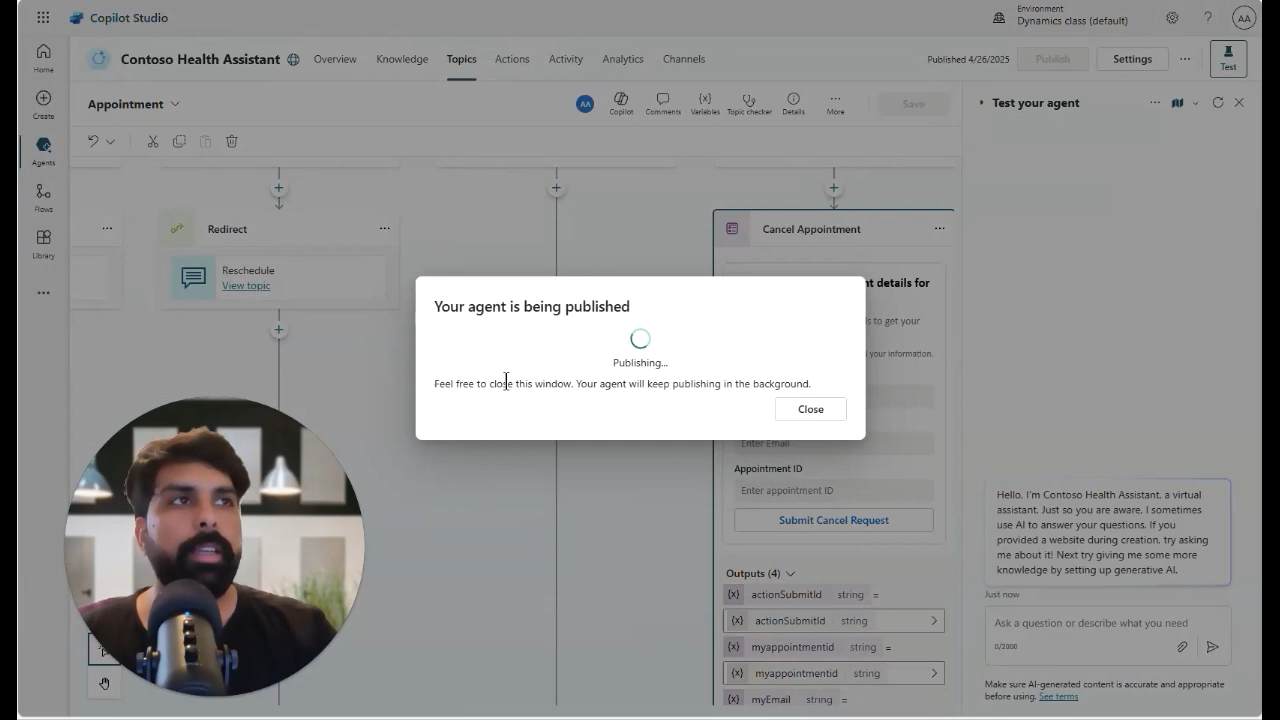 Copilot Studio
Environment
Dynamics class (default)
AA
Home
Create
Agents
Flows
Library
Contoso Health Assistant
Overview
Knowledge
Topics
Actions
Activity
Analytics
Channels
Published 4/26/2025
Publish
Settings
Test
Appointment
AA
Copilot
Comments
Variables
Topic checker
Details
More
Save
Redirect
Reschedule
View topic
Cancel Appointment
nt details for
s to get your
your information.
Enter Email
Appointment ID
Enter appointment ID
Submit Cancel Request
Outputs (4)
{x} actionSubmitId string =
{x} actionSubmitId string
{x} myappointmentid string =
{x} myappointmentid string
{x} myEmail string =
Your agent is being published
Publishing...
Feel free to close this window. Your agent will keep publishing in the background.
Close
Test your agent
Hello, I'm Contoso Health Assistant, a virtual
assistant. Just so you are aware, I sometimes
use AI to answer your questions. If you
provided a website during creation, try asking
me about it! Next try giving me some more
knowledge by setting up generative AI.
Just now
Ask a question or describe what you need
0/2000
Make sure AI-generated content is accurate and appropriate
before using. See terms